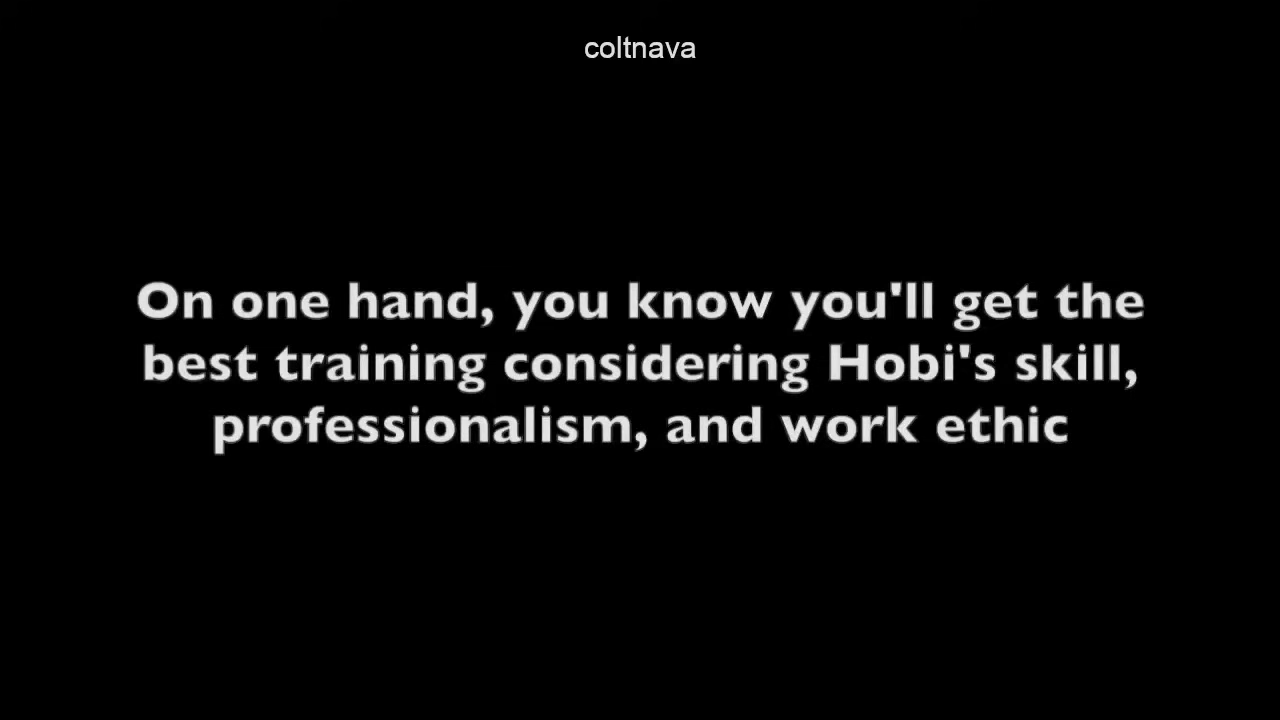 coltnava
On one hand, you know you'll get the
best training considering Hobi's skill,
professionalism, and work ethic